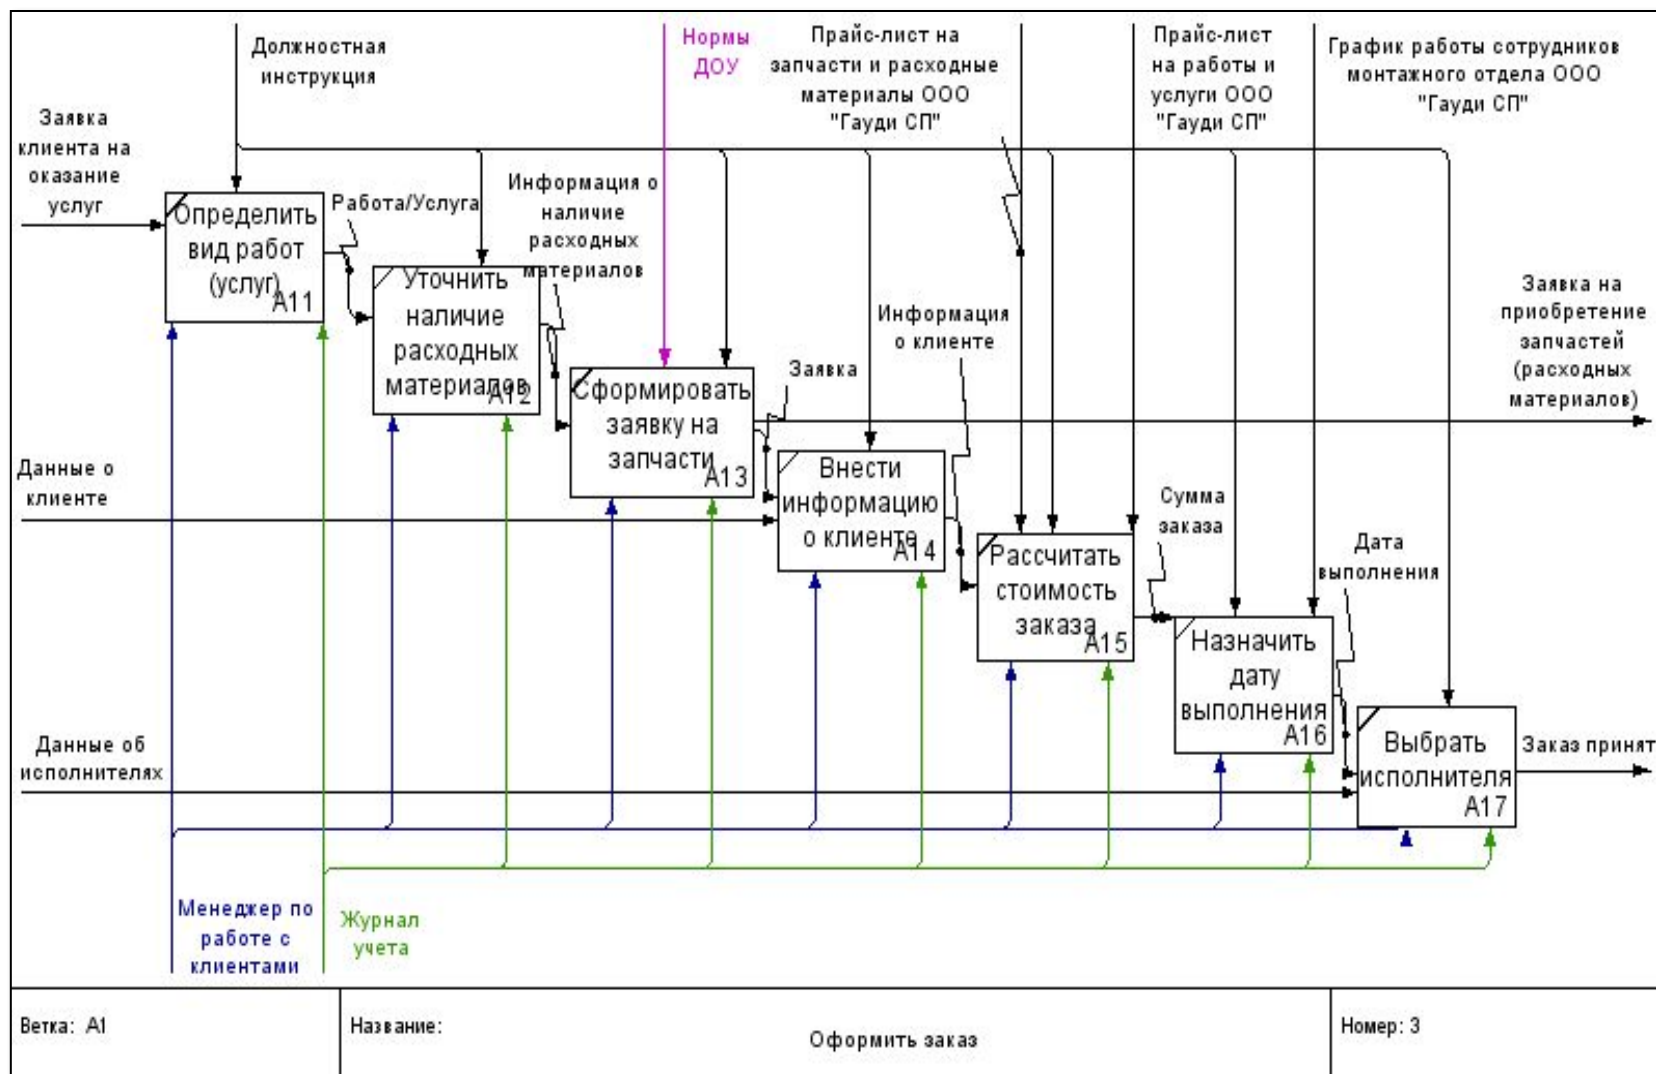 Должностная
инструкция
Нормы
ДОУ
Прайс-лист на
запчасти и расходные
материалы ООО
"Гауди СП"
Прайс-лист
на работы и
услуги ООО
"Гауди СП"
График работы сотрудников
монтажного отдела ООО
"Гауди СП"
Заявка
клиента на
оказание
услуг
Определить
вид работ
(услуг)
А11
Работа/Услуга
Информация о
наличие
расходных
материалов
Уточнить
наличие
расходных
материалов
А12
Информация
о клиенте
Заявка на
приобретение
запчастей
(расходных
материалов)
Заявка
Сформировать
заявку на
запчасти
А13
Данные о
клиенте
Внести
информацию
о клиенте
А14
Сумма
заказа
Рассчитать
стоимость
заказа
А15
Дата
выполнения
Назначить
дату
выполнения
А16
Данные об
исполнителях
Выбрать
исполнителя
А17
Заказ принят
Менеджер по
работе с
клиентами
Журнал
учета
Ветка: А1
Название:
Оформить заказ
Номер: 3